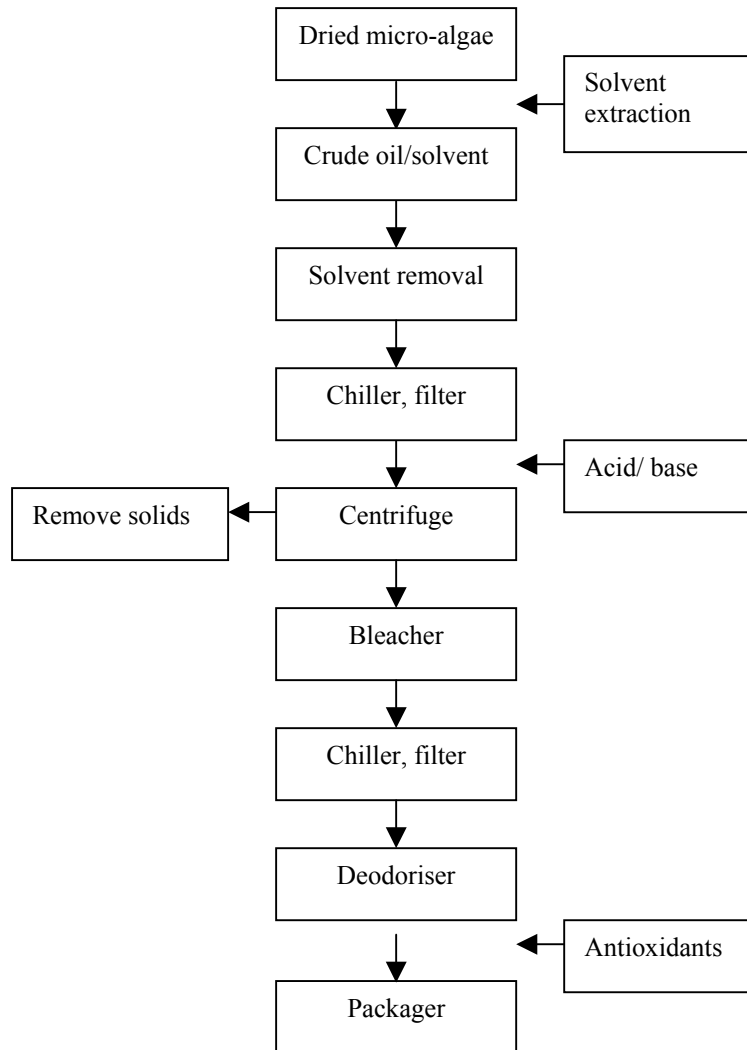 Dried micro-algae
Solvent
extraction
Crude oil/solvent
Solvent removal
Chiller, filter
Acid/ base
Remove solids
Centrifuge
Bleacher
Chiller, filter
Deodoriser
Antioxidants
Packager